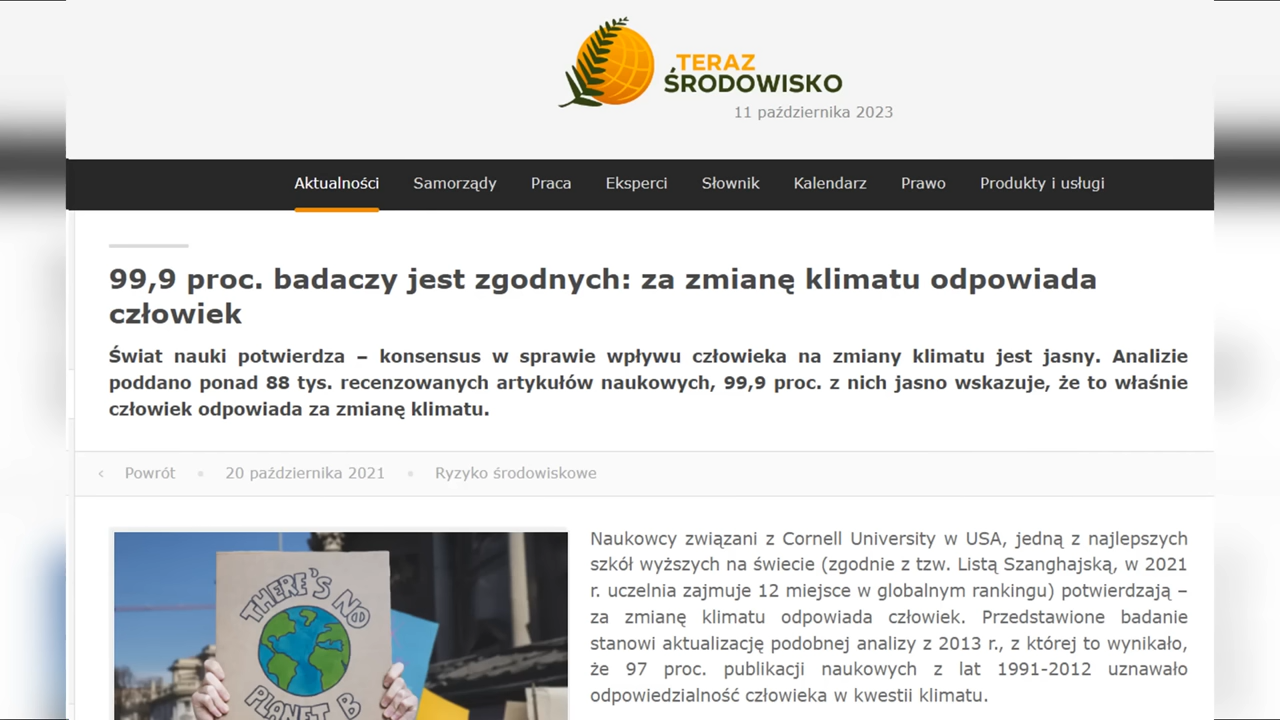 TERAZ
ŚRODOWISKO
11 października 2023
Aktualności Samorządy Praca Eksperci Słownik Kalendarz Prawo Produkty i usługi
99,9 proc. badaczy jest zgodnych: za zmianę klimatu odpowiada
człowiek
Świat nauki potwierdza – konsensus w sprawie wpływu człowieka na zmiany klimatu jest jasny. Analizie
poddano ponad 88 tys. recenzowanych artykułów naukowych, 99,9 proc. z nich jasno wskazuje, że to właśnie
człowiek odpowiada za zmianę klimatu.
‹ Powrót • 20 października 2021 • Ryzyko środowiskowe
THERE'S NO
PLANET B
Naukowcy związani z Cornell University w USA, jedną z najlepszych
szkół wyższych na świecie (zgodnie z tzw. Listą Szanghajską, w 2021
r. uczelnia zajmuje 12 miejsce w globalnym rankingu) potwierdzają –
za zmianę klimatu odpowiada człowiek. Przedstawione badanie
stanowi aktualizację podobnej analizy z 2013 r., z której to wynikało,
że 97 proc. publikacji naukowych z lat 1991-2012 uznawało
odpowiedzialność człowieka w kwestii klimatu.